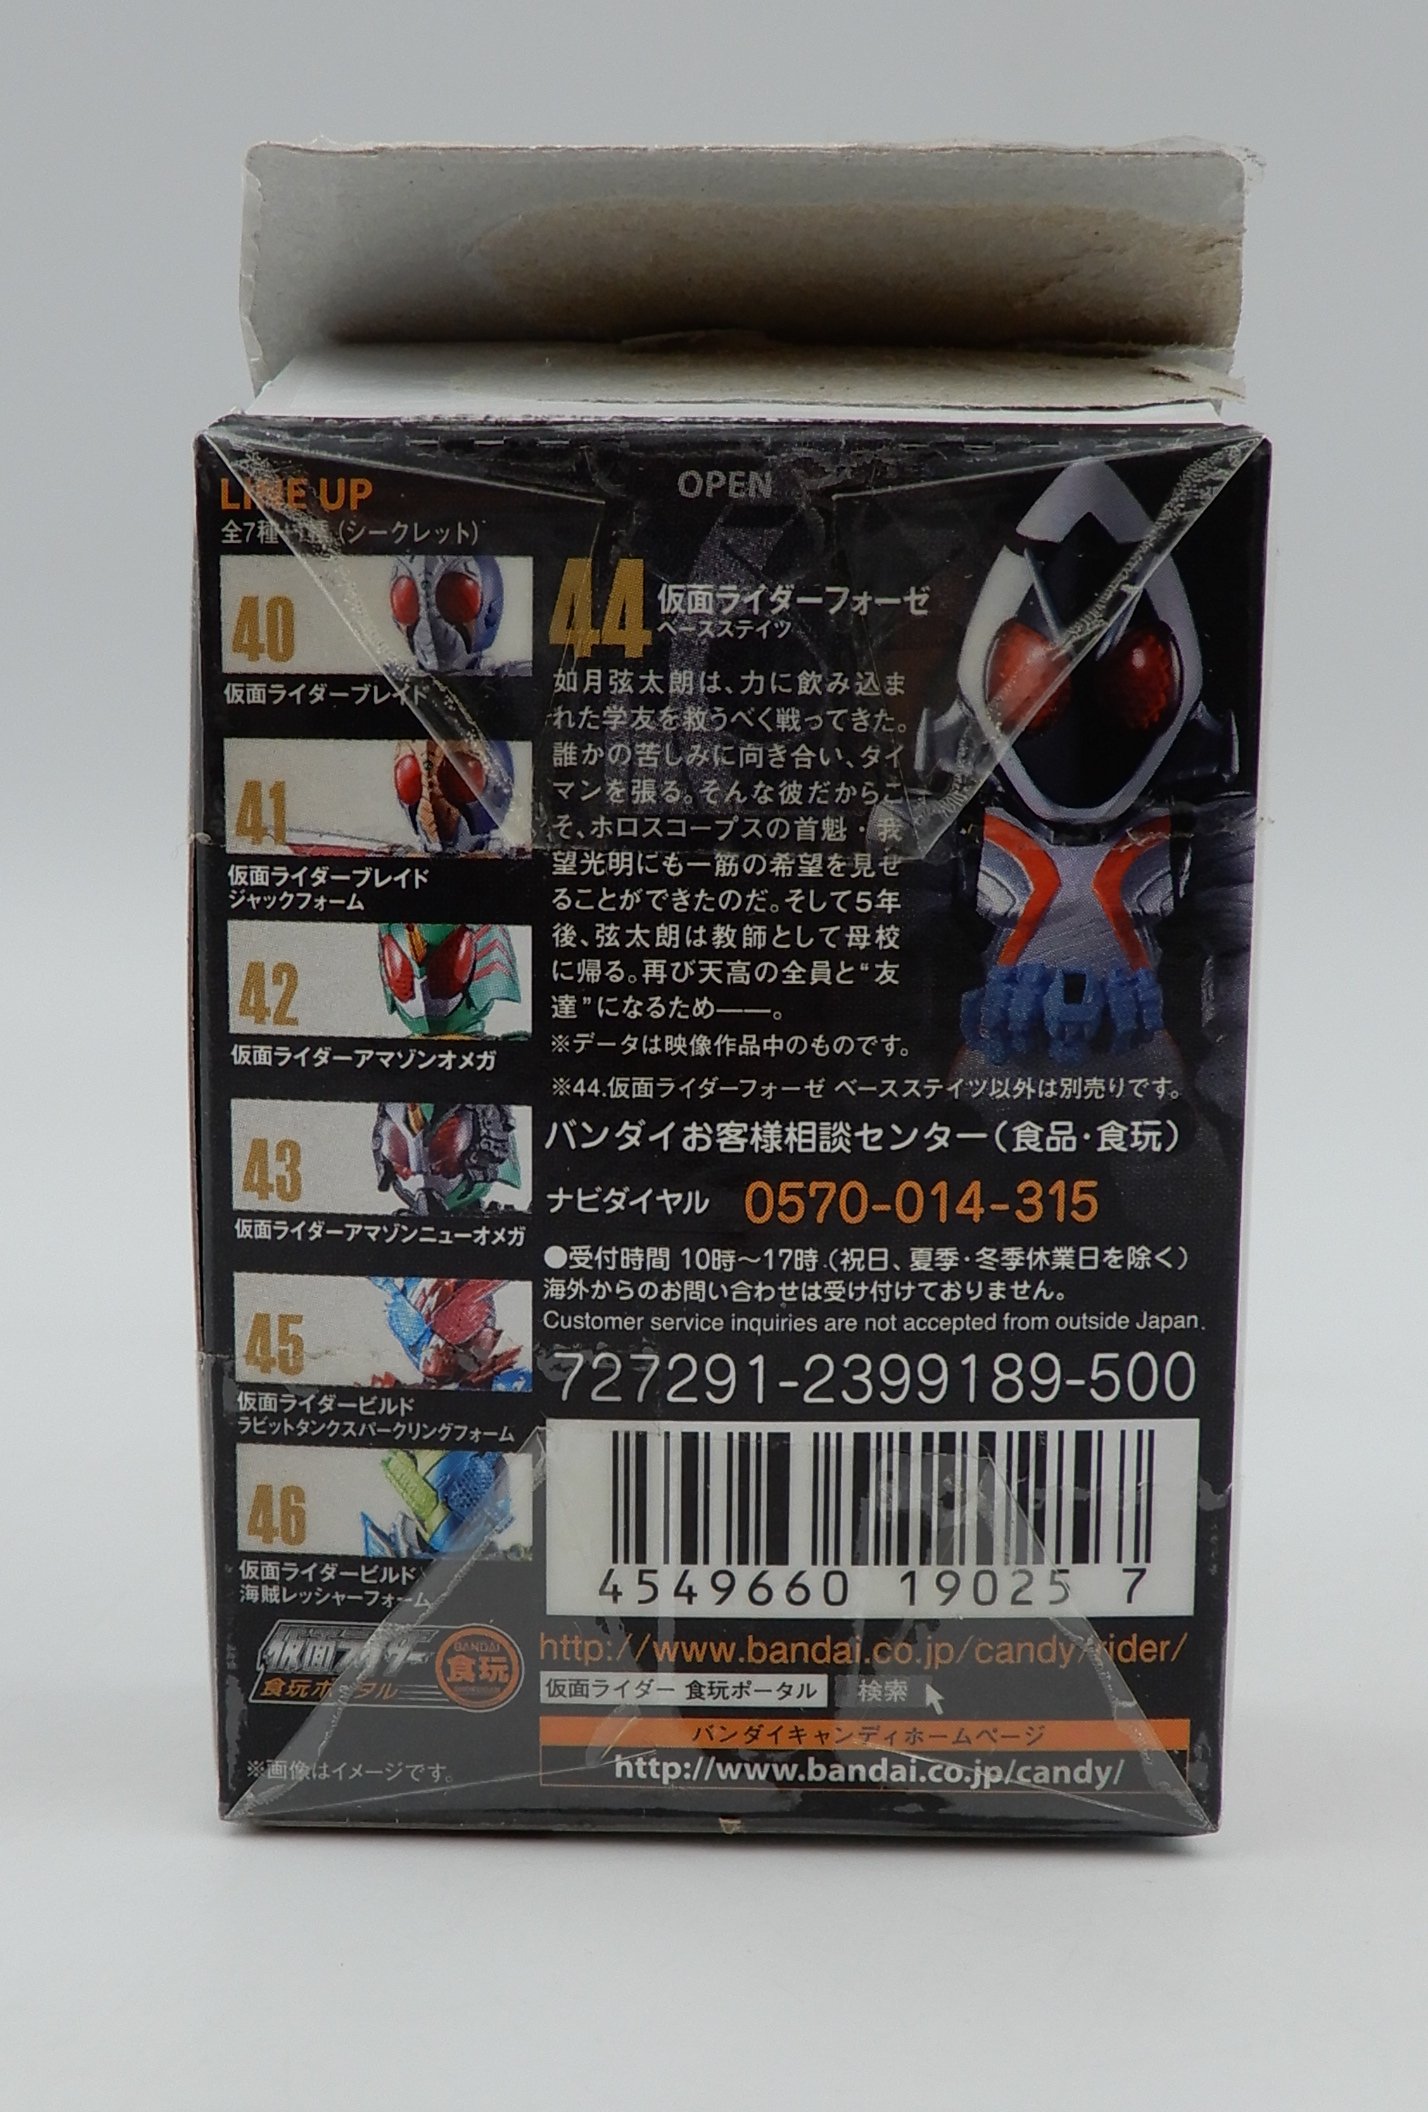 OPEN
LINE UP
全7種+1種(シークレット)
40
仮面ライダーブレイド
41
仮面ライダーブレイド
ジャックフォーム
42
仮面ライダーアマゾンオメガ
43
仮面ライダーアマゾンニューオメガ
45
仮面ライダービルド
ラビットタンクスパークリングフォーム
46
仮面ライダービルド
海賊レッシャーフォーム
仮面ライダー
食玩ポータル
BANDAI
食玩
※画像はイメージです。
44 仮面ライダーフォーゼ
ベースステイツ
如月弦太朗は、力に飲み込ま
れた学友を救うべく戦ってきた。
誰かの苦しみに向き合い、タイ
マンを張る。そんな彼だからこ
そ、ホロスコープスの首魁・我
望光明にも一筋の希望を見せ
ることができたのだ。そして5年
後、弦太朗は教師として母校
に帰る。再び天高の全員と“友
達”になるため――。
※データは映像作品中のものです。
※44.仮面ライダーフォーゼ ベースステイツ以外は別売りです。
バンダイお客様相談センター(食品・食玩)
ナビダイヤル 0570-014-315
●受付時間 10時~17時 (祝日、夏季・冬季休業日を除く)
海外からのお問い合わせは受け付けておりません。
Customer service inquiries are not accepted from outside Japan.
727291-2399189-500
4549660 190257
http://www.bandai.co.jp/candy/rider/
仮面ライダー 食玩ポータル 検索
バンダイキャンディホームページ
http://www.bandai.co.jp/candy/